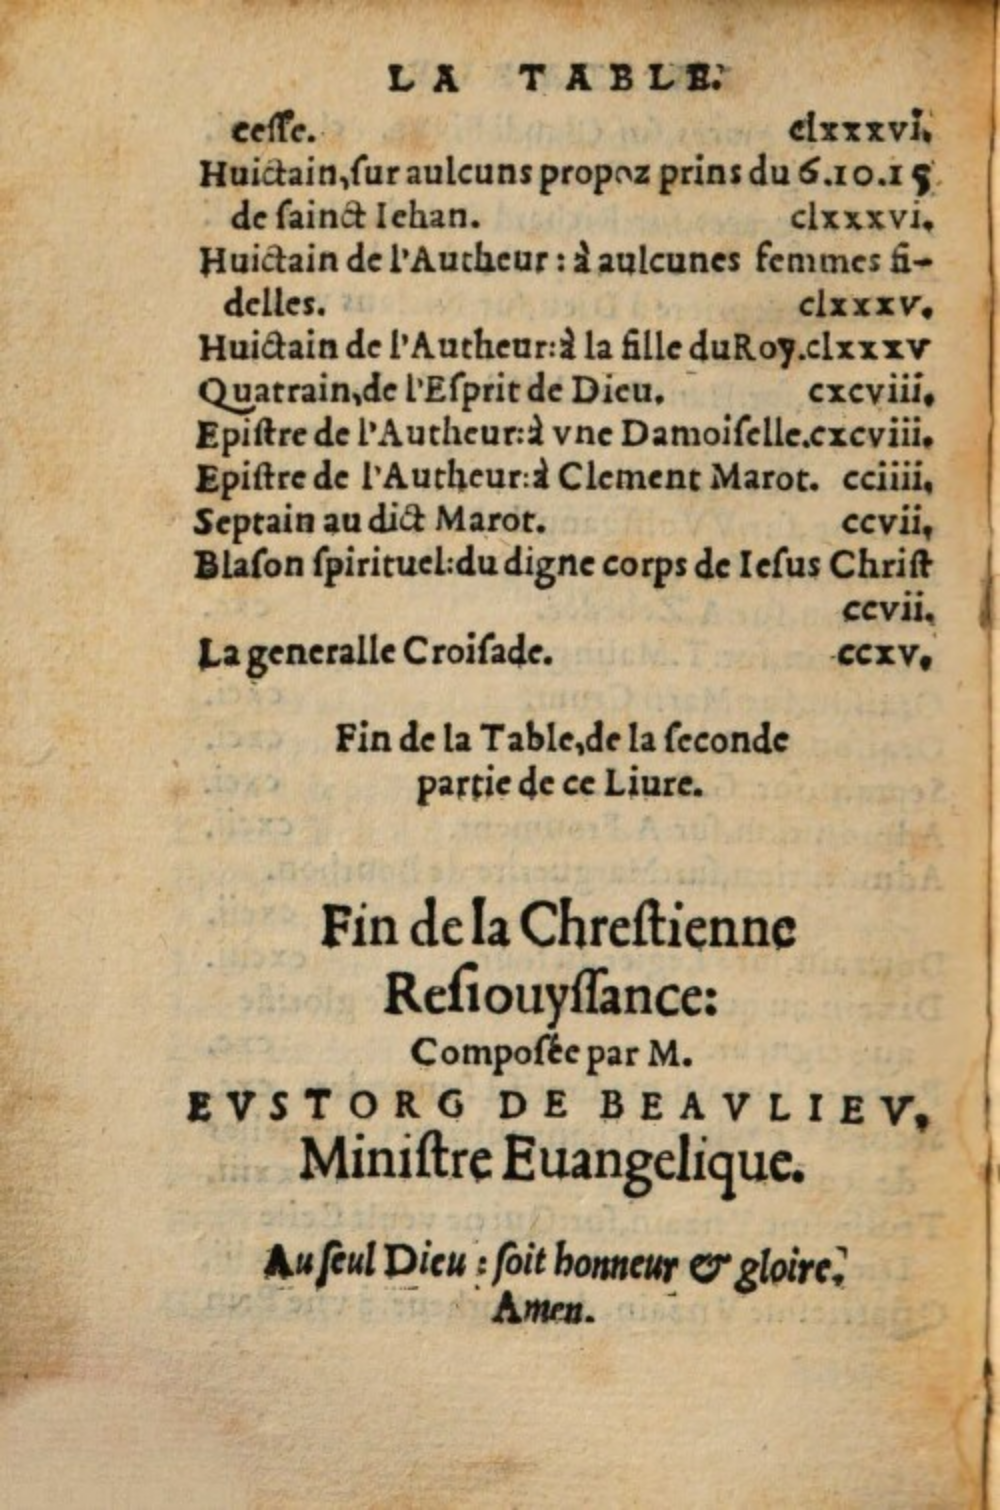 LA TABLE.
ceſſe. clxxxvi.
Huictain, ſur aulcuns propoz prins du 6.10.15
de ſainct Iehan. clxxxvi.
Huictain de l'Autheur : à aulcunes femmes fi-
delles. clxxxv.
Huictain de l'Autheur: à la fille du Roy. clxxxv
Quatrain, de l'Eſprit de Dieu. cxcviii.
Epiſtre de l'Autheur: à vne Damoiſelle. cxcviii.
Epiſtre de l'Autheur: à Clement Marot. cciiii.
Septain au dict Marot. ccvii.
Blaſon ſpirituel: du digne corps de Ieſus Chriſt
ccvii.
La generalle Croiſade. ccxv.
Fin de la Table, de la ſeconde
partie de ce Liure.
Fin de la Chreſtienne
Reſiouyſſance:
Compoſée par M.
EVSTORG DE BEAVLIEV,
Miniſtre Euangelique.
Au ſeul Dieu : ſoit honneur & gloire.
Amen.